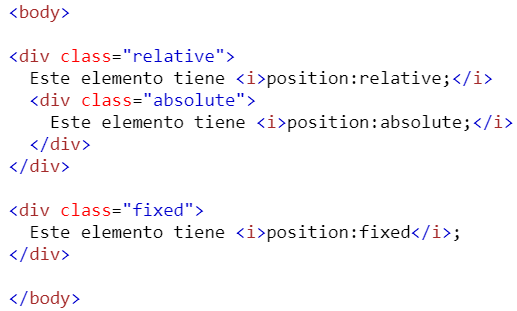 <body>
<div class="relative">
Este elemento tiene <i>position:relative;</i>
<div class="absolute">
Este elemento tiene <i>position:absolute;</i>
</div>
</div>
<div class="fixed">
Este elemento tiene <i>position:fixed</i>;
</div>
</body>